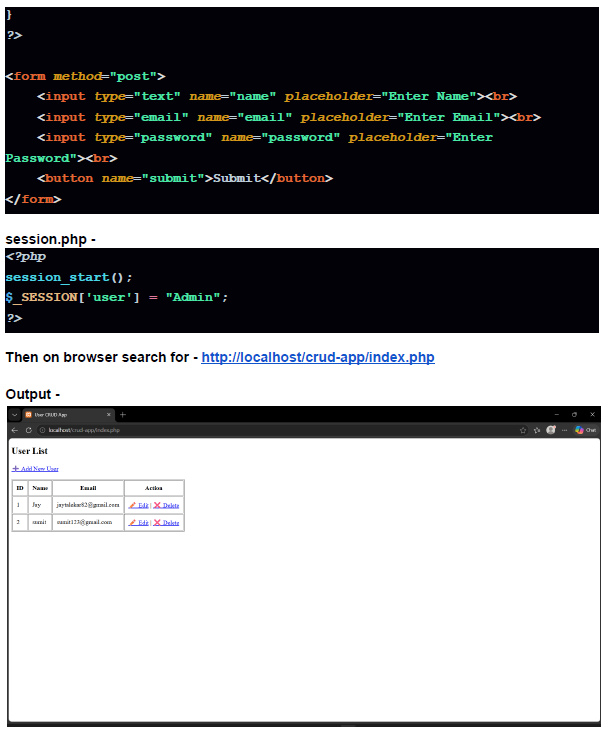 }
?>
<form method="post">
<input type="text" name="name" placeholder="Enter Name"><br>
<input type="email" name="email" placeholder="Enter Email"><br>
<input type="password" name="password" placeholder="Enter
Password"><br>
<button name="submit">Submit</button>
</form>
session.php -
<?php
session_start();
$_SESSION['user'] = "Admin";
?>
Then on browser search for - http://localhost/crud-app/index.php
Output -
User CRUD App
localhost/crud-app/index.php
Chat
User List
➕ Add New User
ID Name Email Action
1 Jay jaytalekar82@gmail.com Edit | ❌ Delete
2 sumit sumit123@gmail.com Edit | ❌ Delete